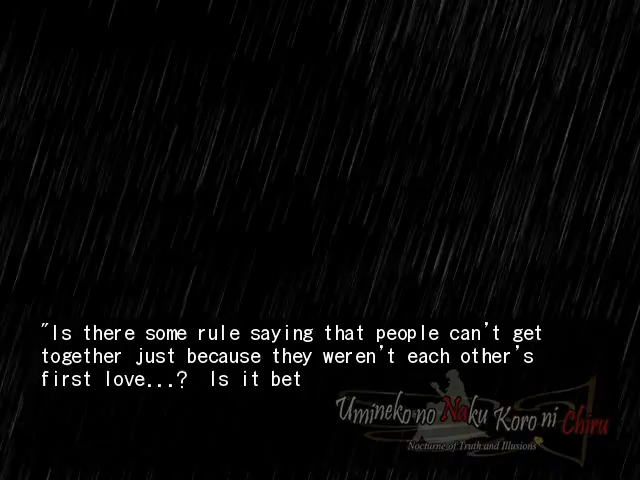 "Is there some rule saying that people can't get
together just because they weren't each other's
first love...?  Is it bet
Umineko no Naku Koro ni Chiru
Nocturne of Truth and Illusions